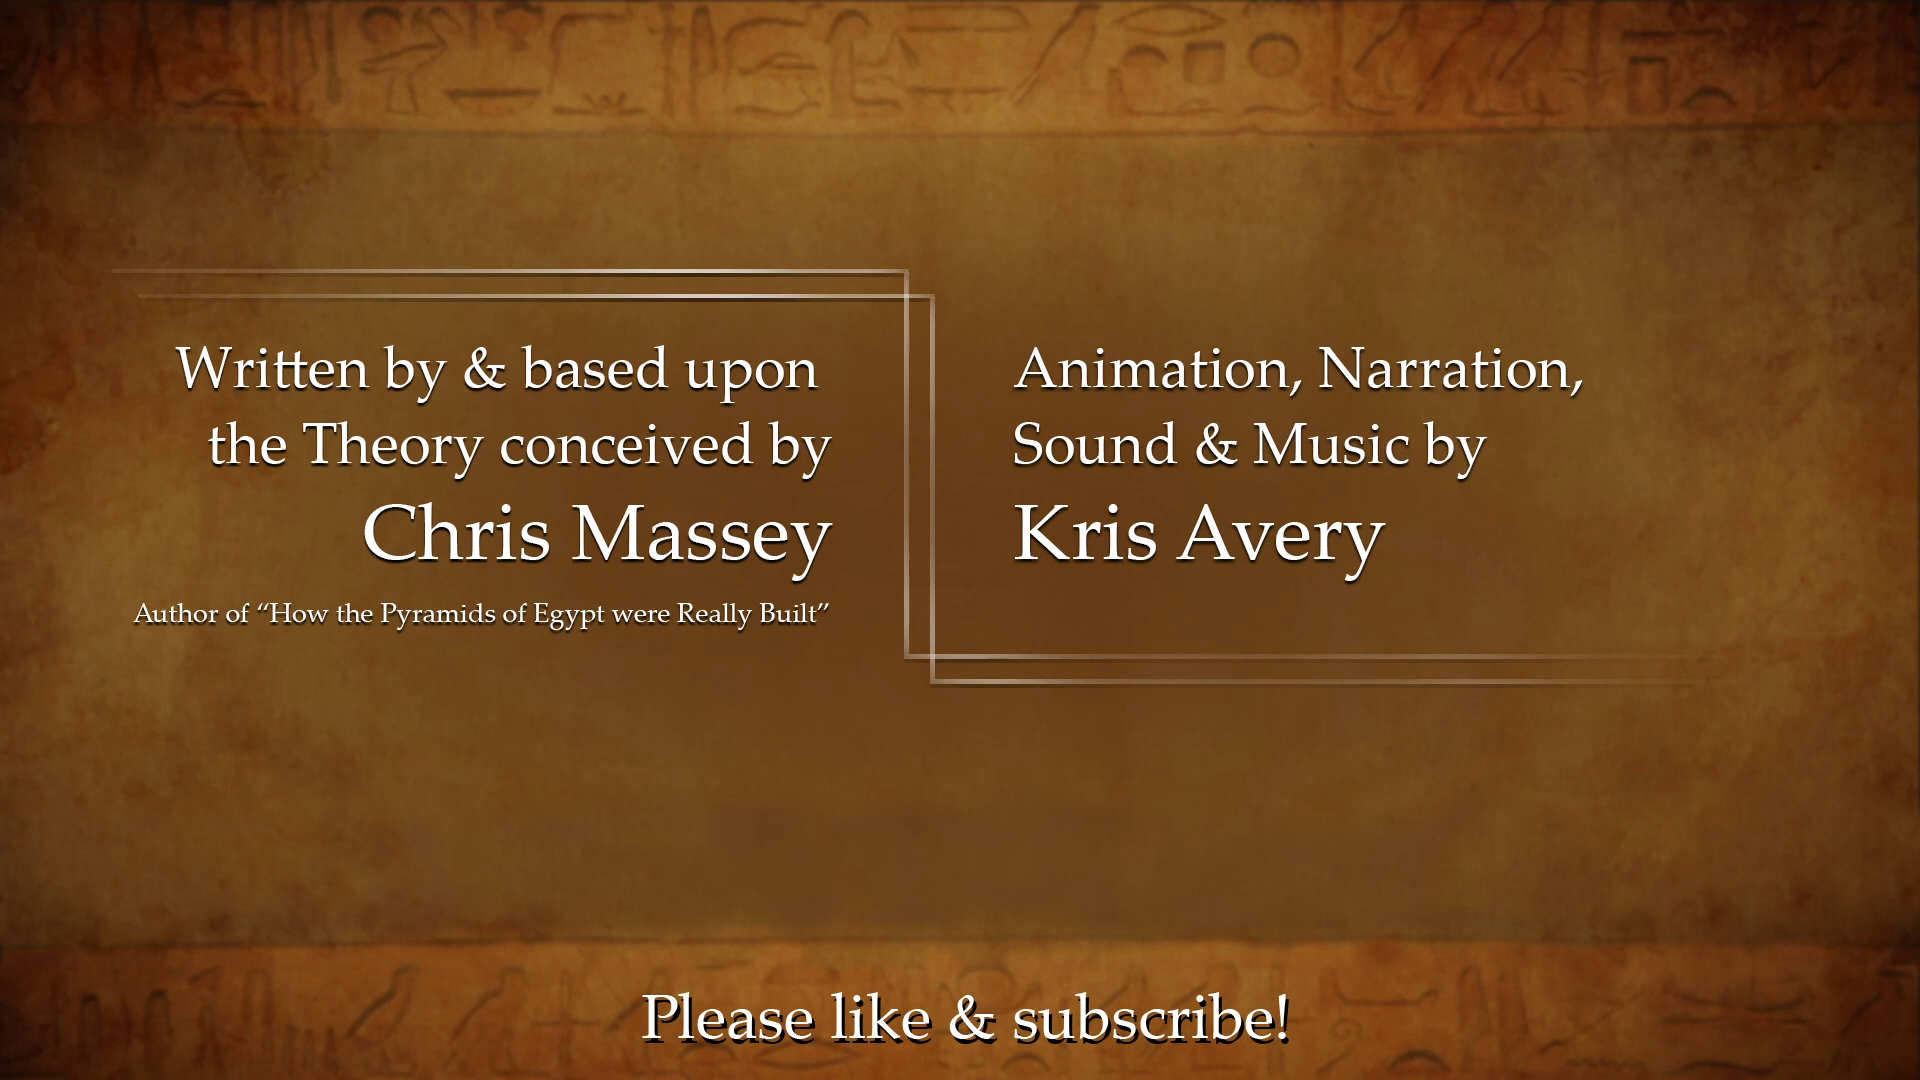 Written by & based upon
the Theory conceived by
Chris Massey
Author of “How the Pyramids of Egypt were Really Built”
Animation, Narration,
Sound & Music by
Kris Avery
Please like & subscribe!